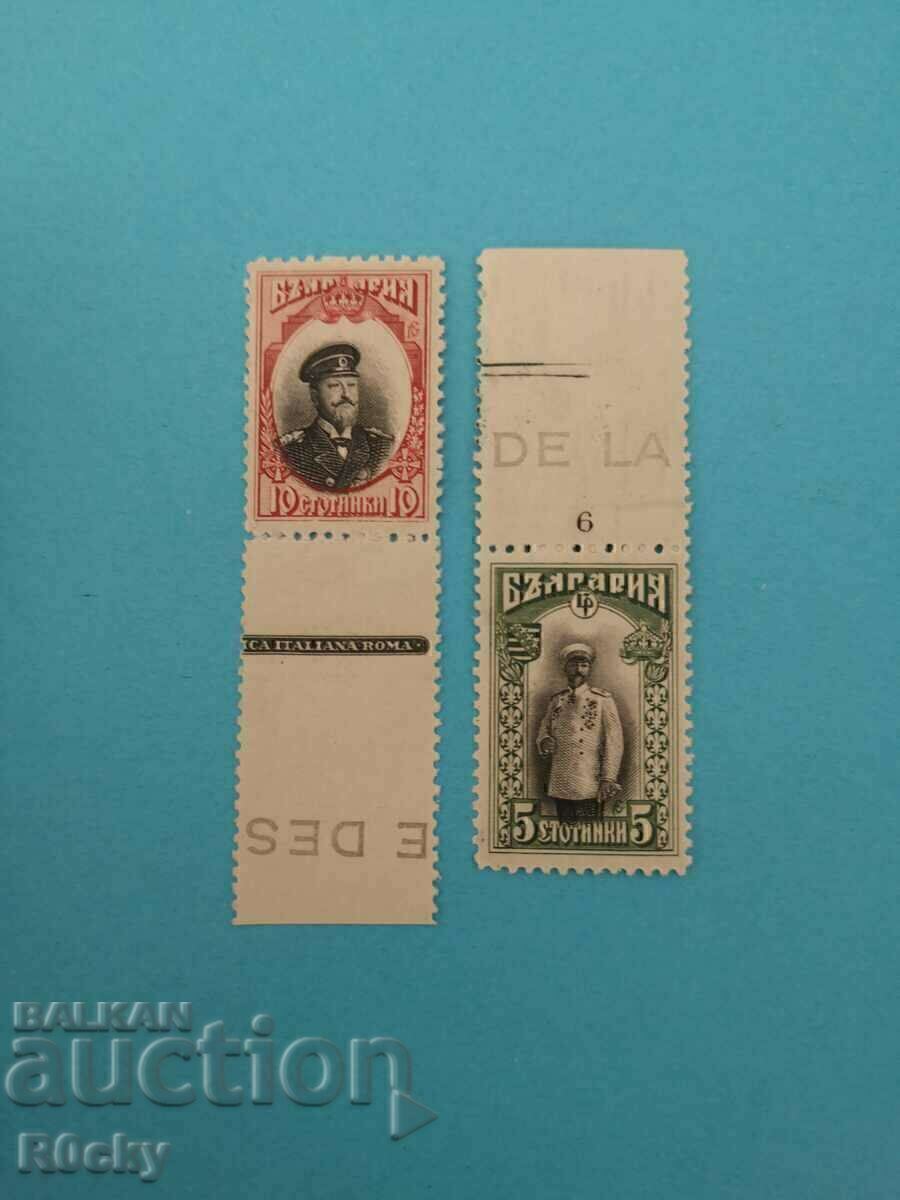 БЪЛГАРИЯ
10 СТОТИНКИ 10
CA ITALIANA·ROMA·
E DES
DE LA
6
БЪЛГАРИЯ
5 СТОТИНКИ 5
BALKAN
auction
R0cky